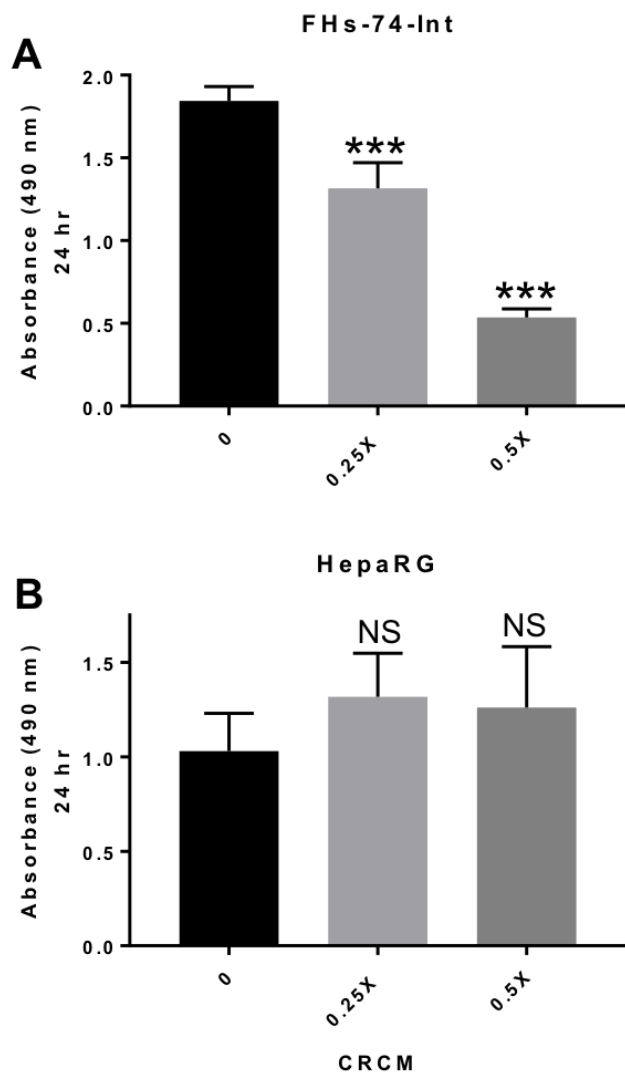 FHs-74-Int
A
Absorbance (490 nm)
24 hr
2.0
1.5
1.0
0.5
0.0
***
***
0
0.25X
0.5X
HepaRG
B
Absorbance (490 nm)
24 hr
1.5
1.0
0.5
0.0
NS
NS
0
0.25X
0.5X
CRCM